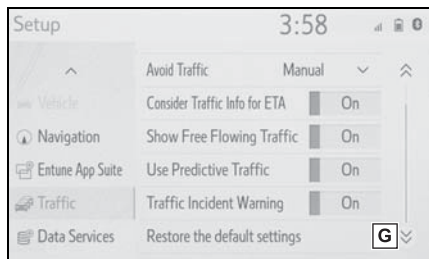 Setup 3:58
Avoid Traffic Manual
Vehicle Consider Traffic Info for ETA On
Navigation Show Free Flowing Traffic On
Entune App Suite Use Predictive Traffic On
Traffic Traffic Incident Warning On
Data Services Restore the default settings G